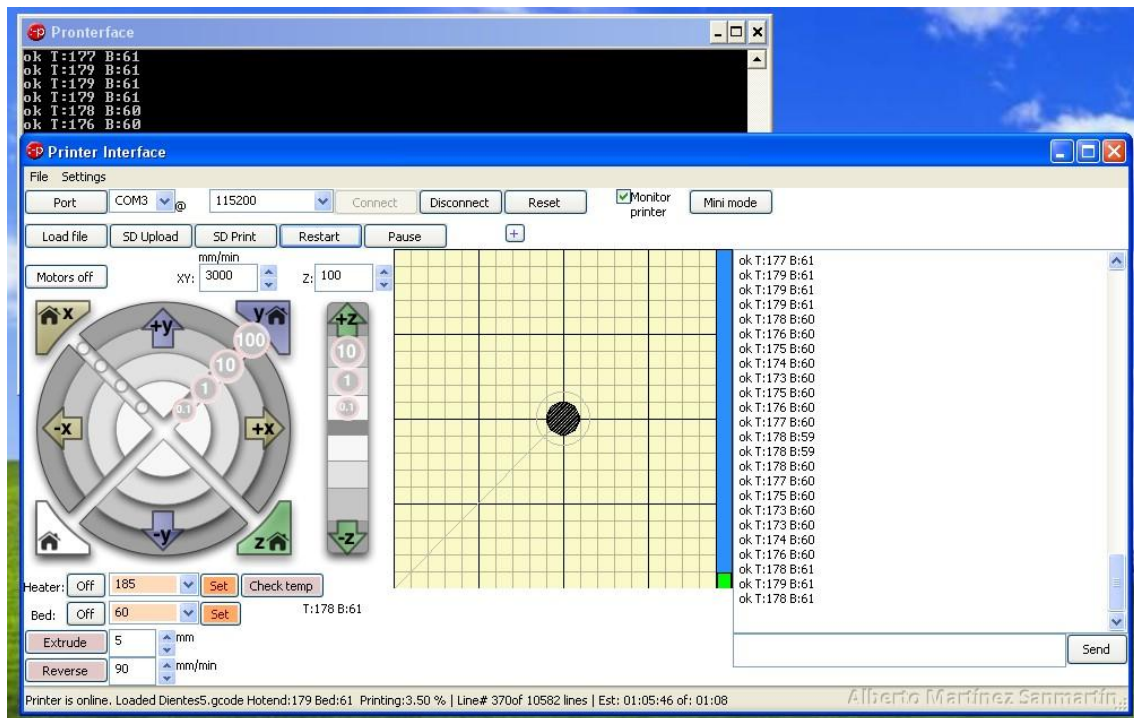 Pronterface
ok T:177 B:61
ok T:179 B:61
ok T:179 B:61
ok T:179 B:61
ok T:178 B:60
ok T:176 B:60
Printer Interface
File Settings
Port COM3 @ 115200 Connect Disconnect Reset Monitor printer Mini mode
Load file SD Upload SD Print Restart Pause +
mm/min
Motors off XY: 3000 Z: 100
x y +y +z
100 10 1 0.1
10 1 0.1
-x +x
-y z -z
Heater: Off 185 Set Check temp
Bed: Off 60 Set T:178 B:61
Extrude 5 mm
Reverse 90 mm/min
ok T:177 B:61
ok T:179 B:61
ok T:179 B:61
ok T:179 B:61
ok T:178 B:60
ok T:176 B:60
ok T:175 B:60
ok T:174 B:60
ok T:173 B:60
ok T:175 B:60
ok T:176 B:60
ok T:177 B:60
ok T:178 B:59
ok T:178 B:59
ok T:178 B:60
ok T:177 B:60
ok T:175 B:60
ok T:173 B:60
ok T:173 B:60
ok T:174 B:60
ok T:176 B:60
ok T:178 B:61
ok T:179 B:61
ok T:178 B:61
Send
Printer is online. Loaded Dientes5.gcode Hotend:179 Bed:61 Printing:3.50 % | Line# 370of 10582 lines | Est: 01:05:46 of: 01:08
Alberto Martínez Sanmartín